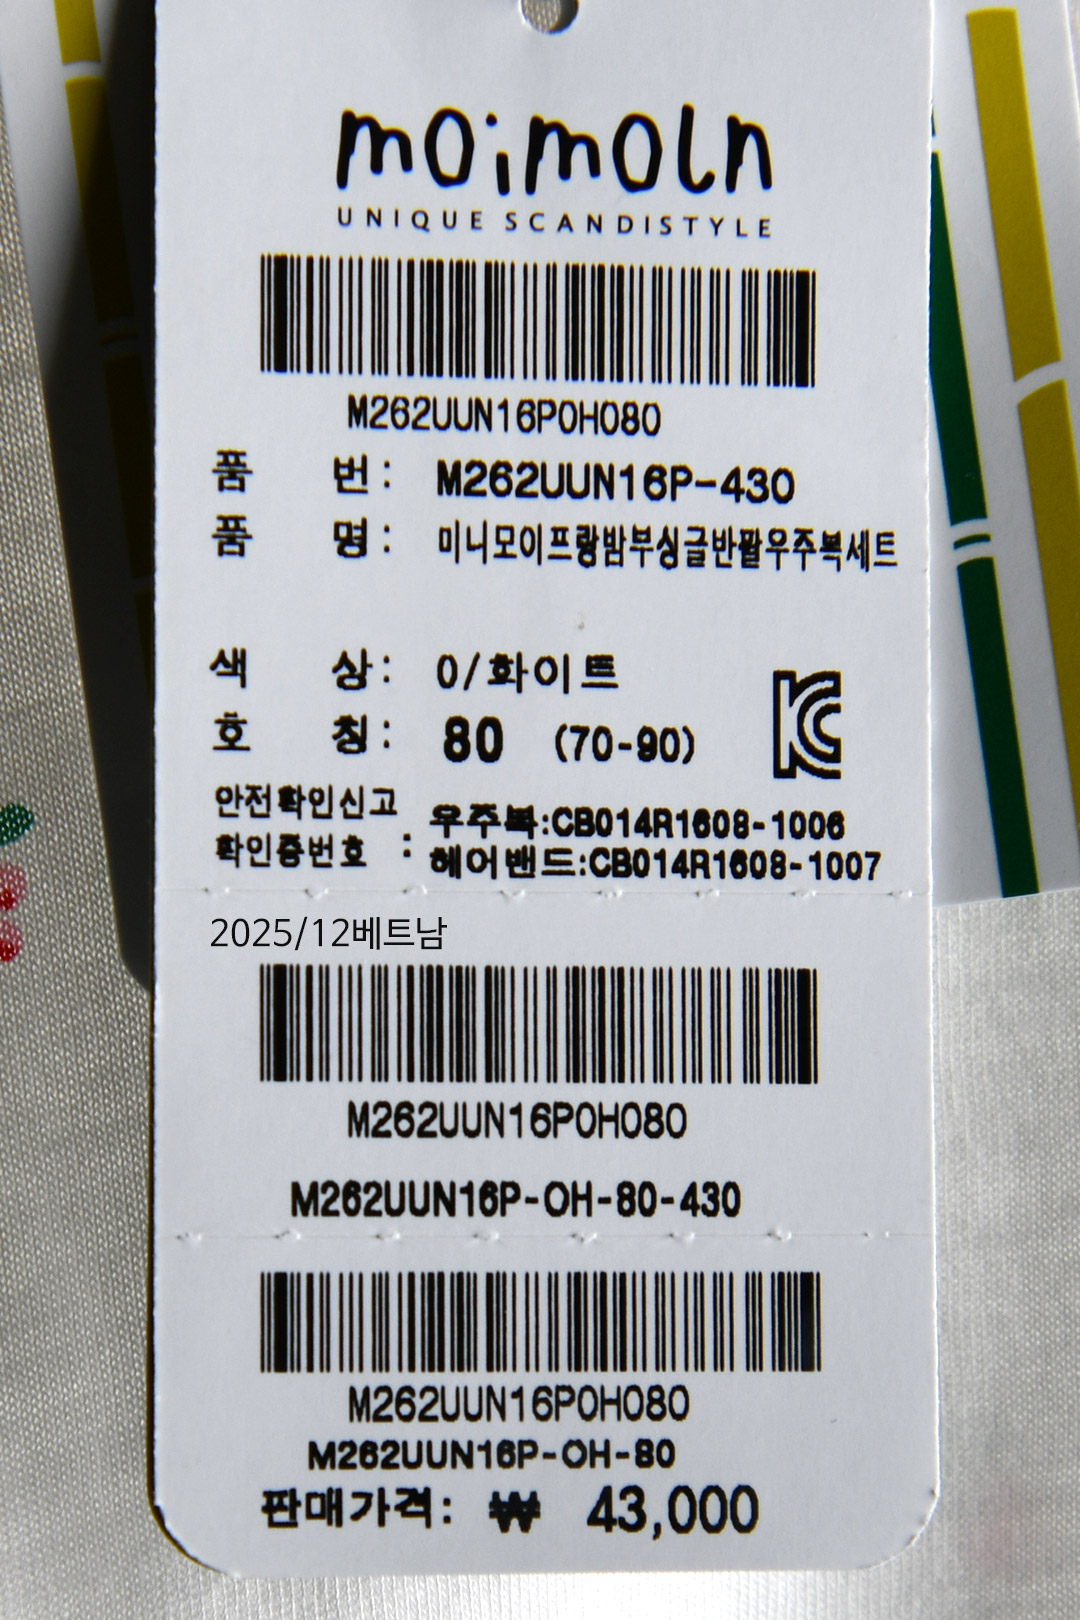 moimoln
UNIQUE SCANDISTYLE
M262UUN16P0H080
품 번 : M262UUN16P-430
품 명 : 미니모이프랑밤부싱글반팔우주복세트
색 상 : 0/화이트
호 칭 : 80 (70-90)
안전확인신고
확인증번호 : 우주복:CB014R1608-1006
헤어밴드:CB014R1608-1007
2025/12베트남
M262UUN16P0H080
M262UUN16P-OH-80-430
M262UUN16P0H080
M262UUN16P-OH-80
판매가격: ₩ 43,000